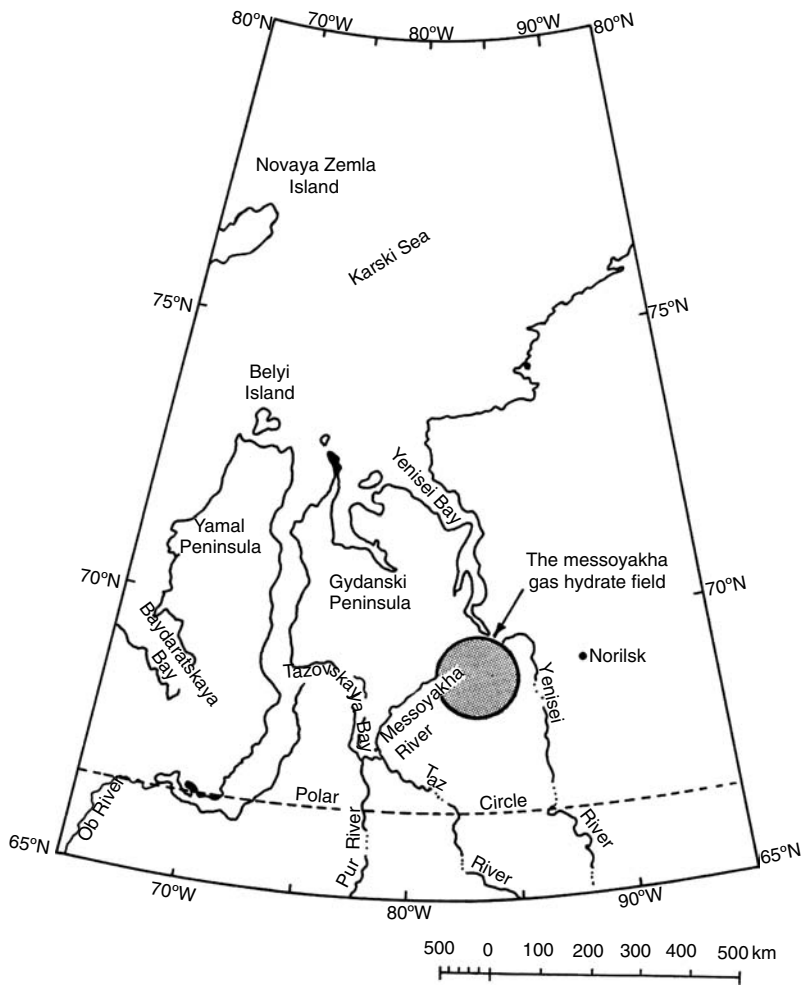 80°N
70°W
80°W
90°W
80°N
Novaya Zemla
Island
Karski Sea
75°N
75°N
Belyi
Island
Yenisei Bay
Yamal
Peninsula
The messoyakha
gas hydrate field
70°N
Gydanski
Peninsula
70°N
Baydaratskaya
Bay
Norilsk
Tazovskaya Bay
Messoyakha
River
Yenisei
River
Taz
River
Polar
Circle
Ob River
Pur River
65°N
65°N
70°W
80°W
90°W
500 0 100 200 300 400 500 km